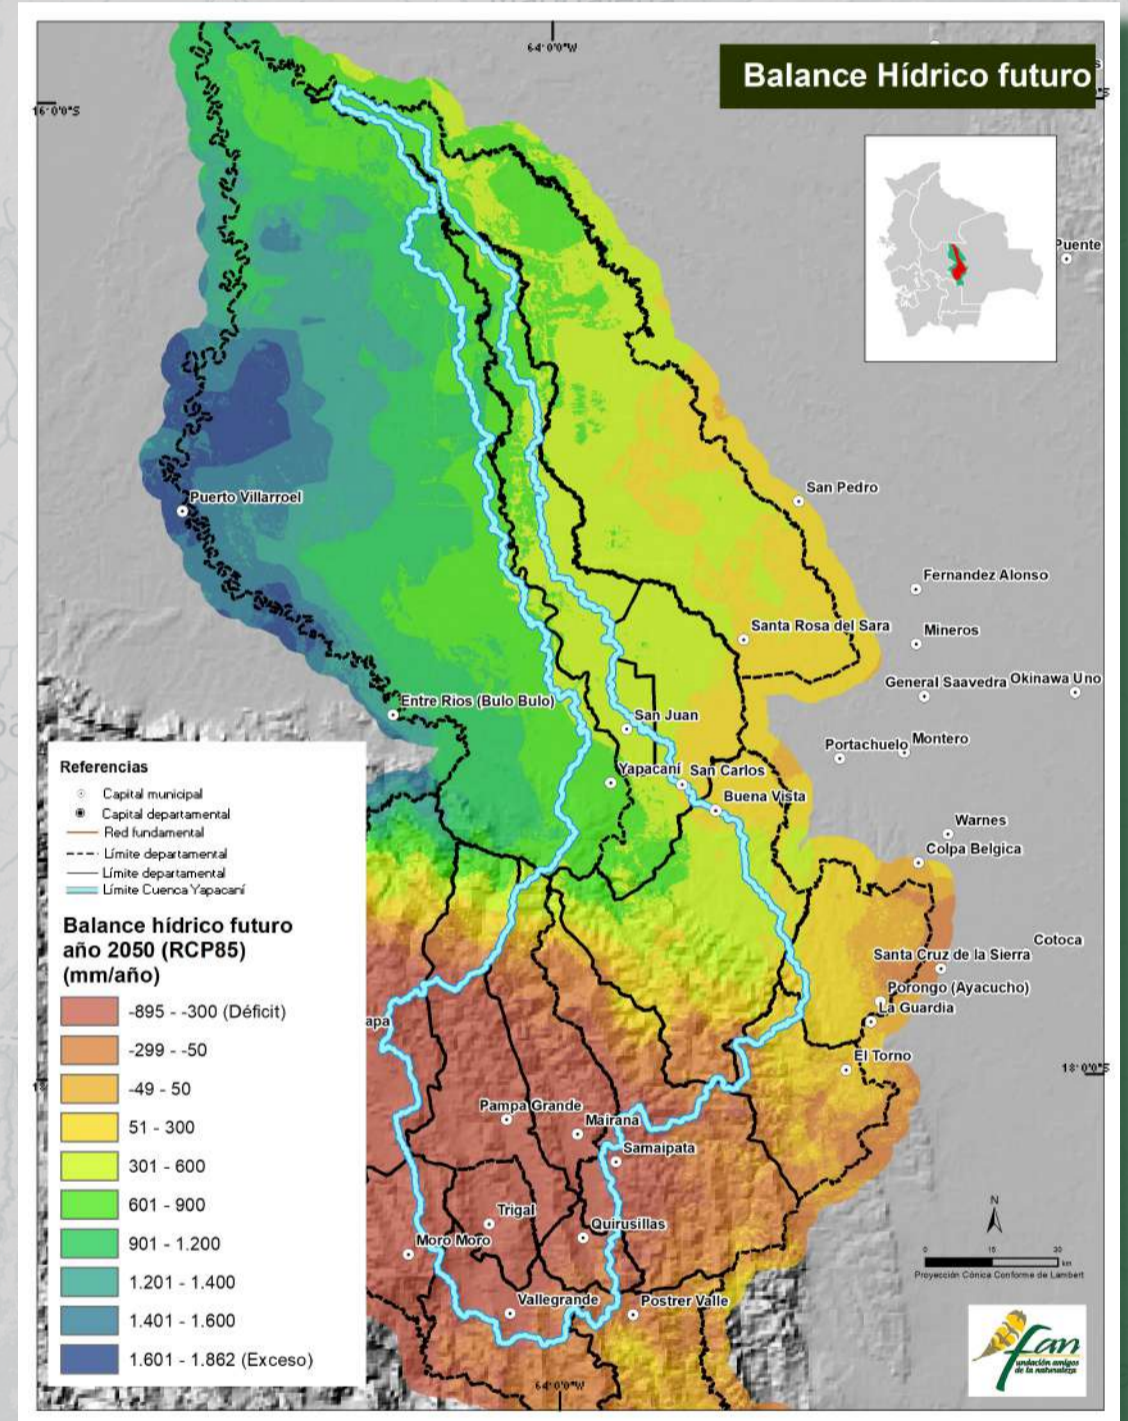 64°0'0"W
Balance Hídrico futuro
16°0'0"S
Puente
Puerto Villarroel
San Pedro
Fernandez Alonso
Santa Rosa del Sara
Mineros
General Saavedra
Okinawa Uno
Entre Rios (Bulo Bulo)
San Juan
Portachuelo
Montero
Yapacaní
San Carlos
Buena Vista
Warnes
Colpa Belgica
Cotoca
Santa Cruz de la Sierra
Porongo (Ayacucho)
La Guardia
El Torno
18°0'0"S
apa
Pampa Grande
Mairana
Samaipata
Trigal
Quirusillas
Moro Moro
Vallegrande
Postrer Valle
64°0'0"W
Referencias
Capital municipal
Capital departamental
Red fundamental
Límite departamental
Límite departamental
Límite Cuenca Yapacaní
Balance hídrico futuro
año 2050 (RCP85)
(mm/año)
-895 - -300 (Déficit)
-299 - -50
-49 - 50
51 - 300
301 - 600
601 - 900
901 - 1.200
1.201 - 1.400
1.401 - 1.600
1.601 - 1.862 (Exceso)
N
0 15 30
km
Proyección Cónica Conforme de Lambert
fan
fundación amigos
de la naturaleza